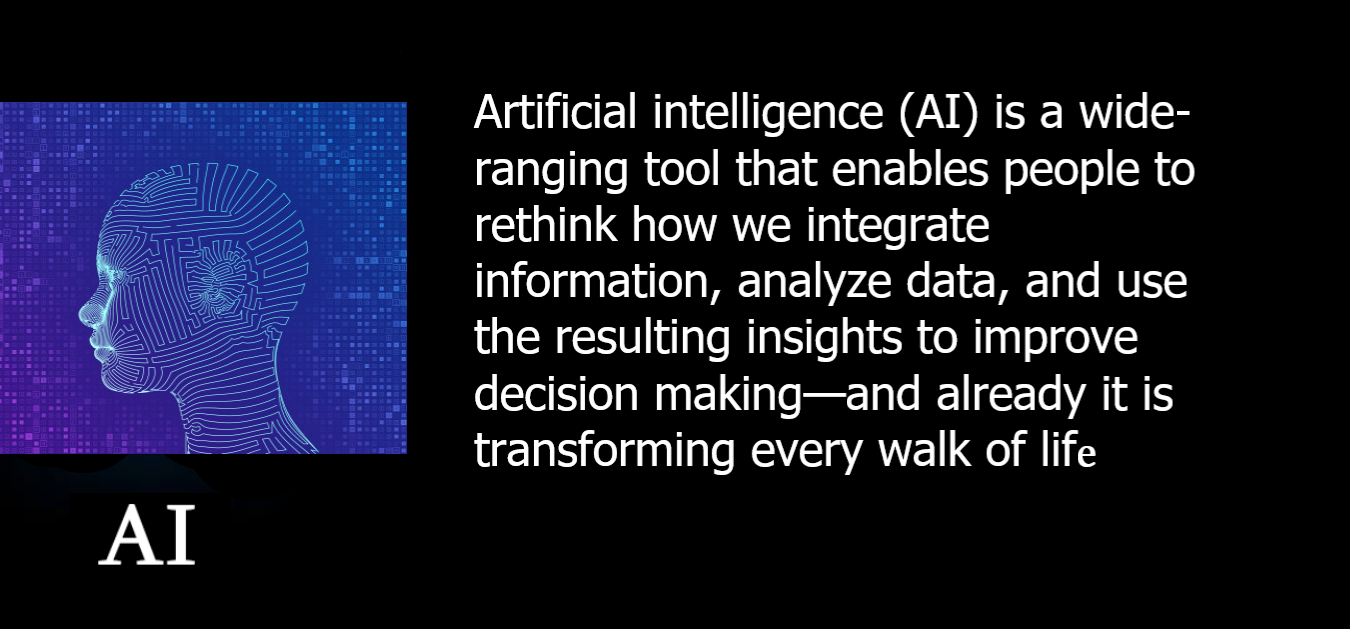 Artificial intelligence (AI) is a wide-
ranging tool that enables people to
rethink how we integrate
information, analyze data, and use
the resulting insights to improve
decision making—and already it is
transforming every walk of life
AI